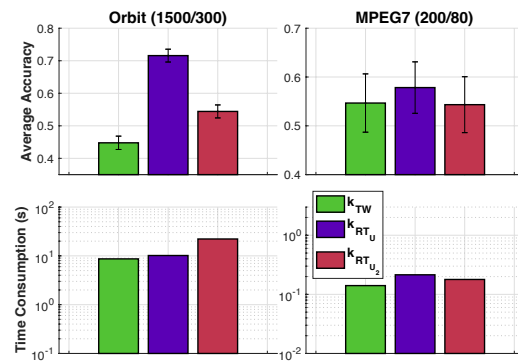 Orbit (1500/300)
MPEG7 (200/80)
Average Accuracy
0.8
0.7
0.6
0.5
0.4
0.7
0.6
0.5
0.4
Time Consumption (s)
10²
10¹
10⁰
10⁻¹
10⁰
10⁻¹
10⁻²
k_TW
k_RT_U
k_RT_U₂